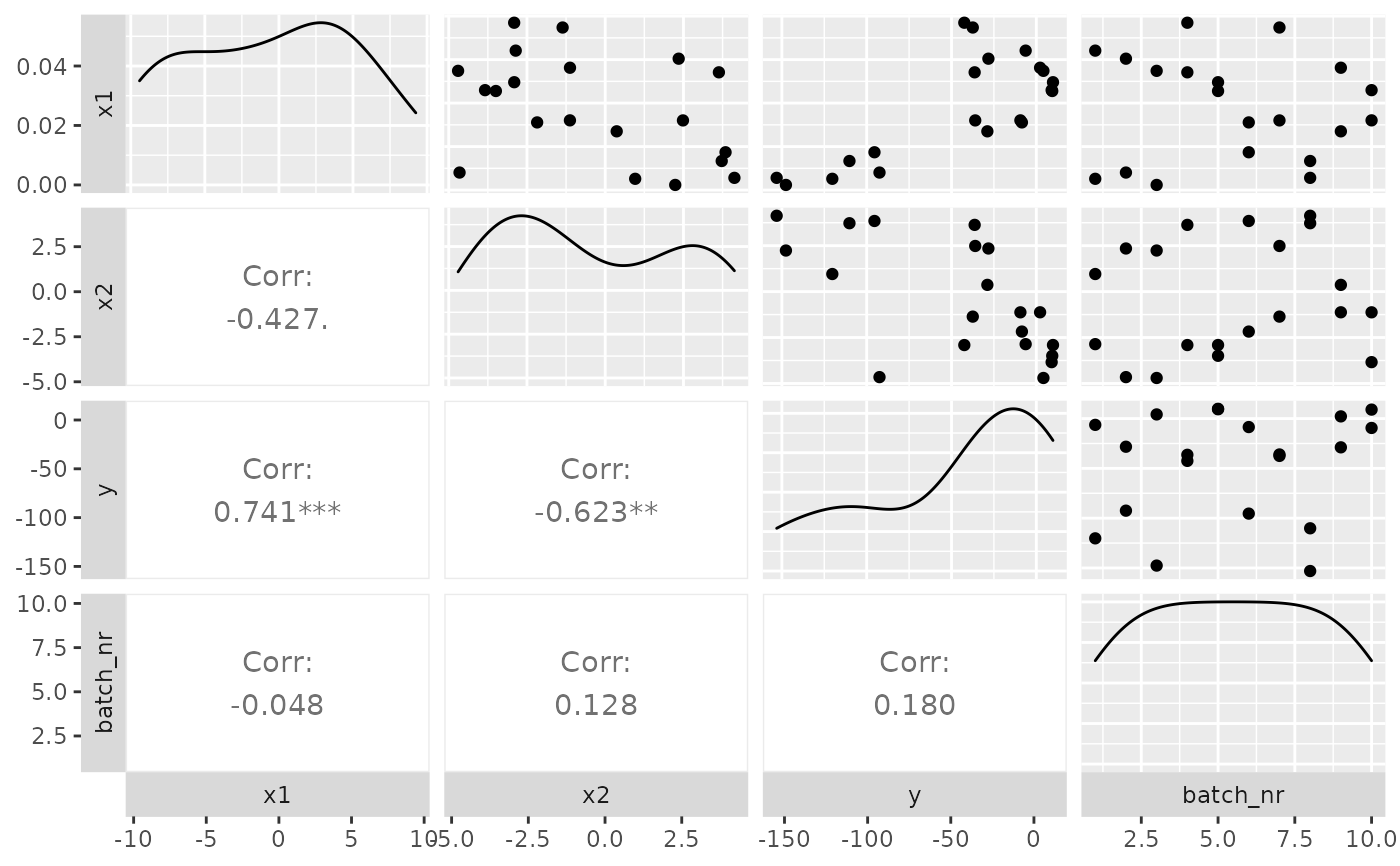 0.04
0.02
0.00
x1
2.5
0.0
-2.5
-5.0
x2
Corr:
-0.427.
0
-50
-100
-150
y
Corr:
0.741***
Corr:
-0.623**
10.0
7.5
5.0
2.5
batch_nr
Corr:
-0.048
Corr:
0.128
Corr:
0.180
x1 x2 y batch_nr
-10 -5 0 5 10 -5.0 -2.5 0.0 2.5 -150 -100 -50 0 2.5 5.0 7.5 10.0